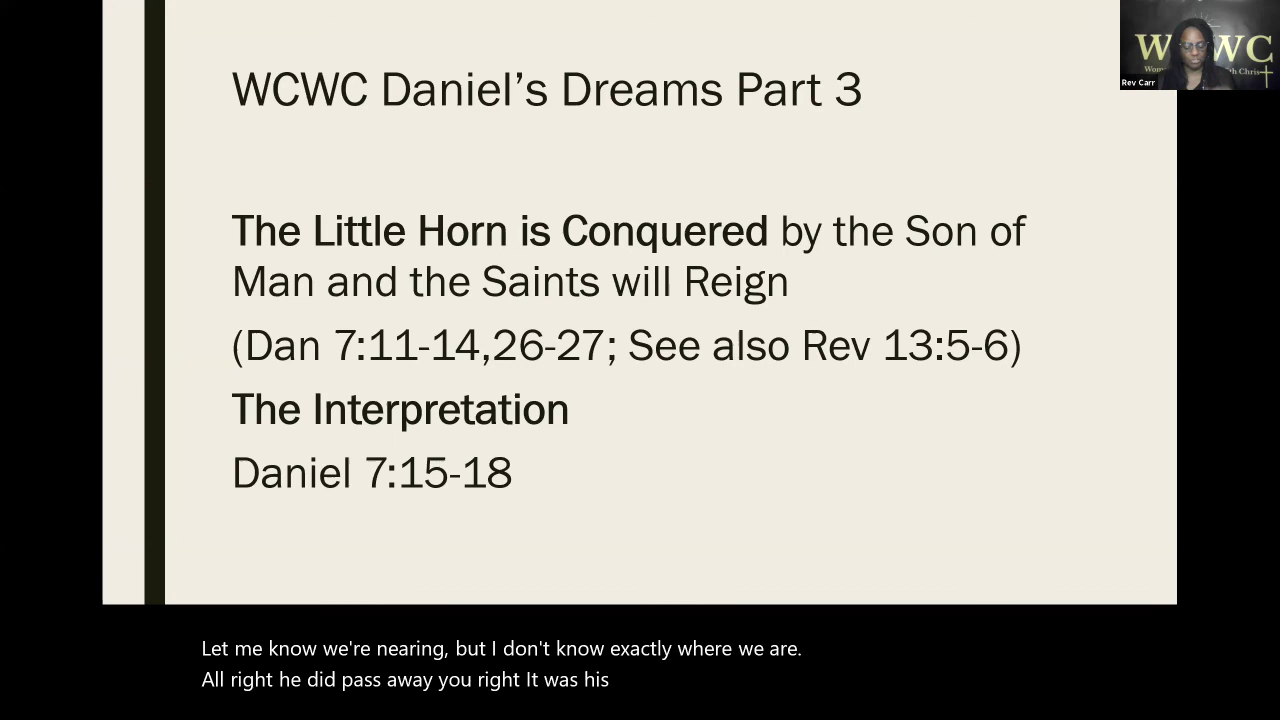 WCWC Daniel’s Dreams Part 3
The Little Horn is Conquered by the Son of
Man and the Saints will Reign
(Dan 7:11-14,26-27; See also Rev 13:5-6)
The Interpretation
Daniel 7:15-18
Rev Carr
Let me know we're nearing, but I don't know exactly where we are.
All right he did pass away you right It was his